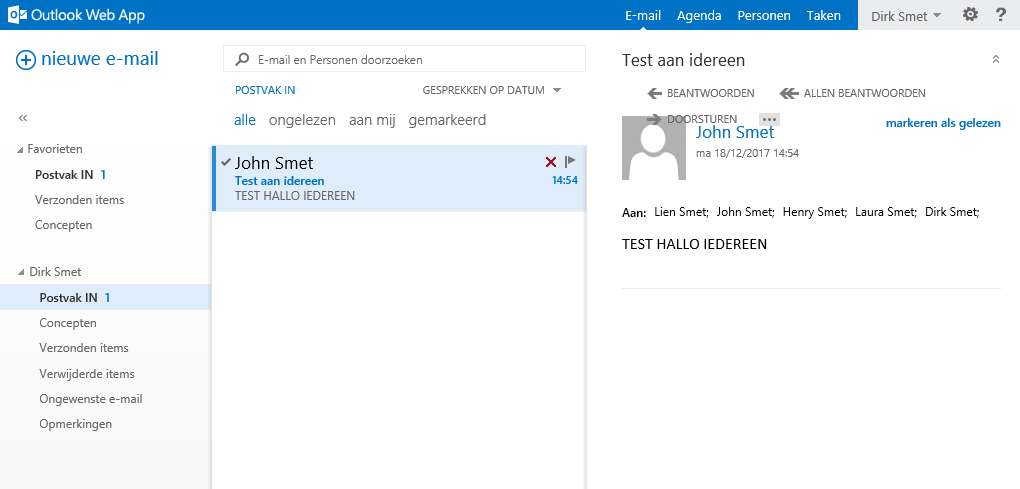 Outlook Web App
E-mail Agenda Personen Taken Dirk Smet ?
nieuwe e-mail
«
Favorieten
Postvak IN 1
Verzonden items
Concepten
Dirk Smet
Postvak IN 1
Concepten
Verzonden items
Verwijderde items
Ongewenste e-mail
Opmerkingen
E-mail en Personen doorzoeken
POSTVAK IN GESPREKKEN OP DATUM
alle ongelezen aan mij gemarkeerd
John Smet
Test aan idereen 14:54
TEST HALLO IEDEREEN
Test aan idereen
BEANTWOORDEN ALLEN BEANTWOORDEN
DOORSTUREN ...
markeren als gelezen
John Smet
ma 18/12/2017 14:54
Aan: Lien Smet; John Smet; Henry Smet; Laura Smet; Dirk Smet;
TEST HALLO IEDEREEN